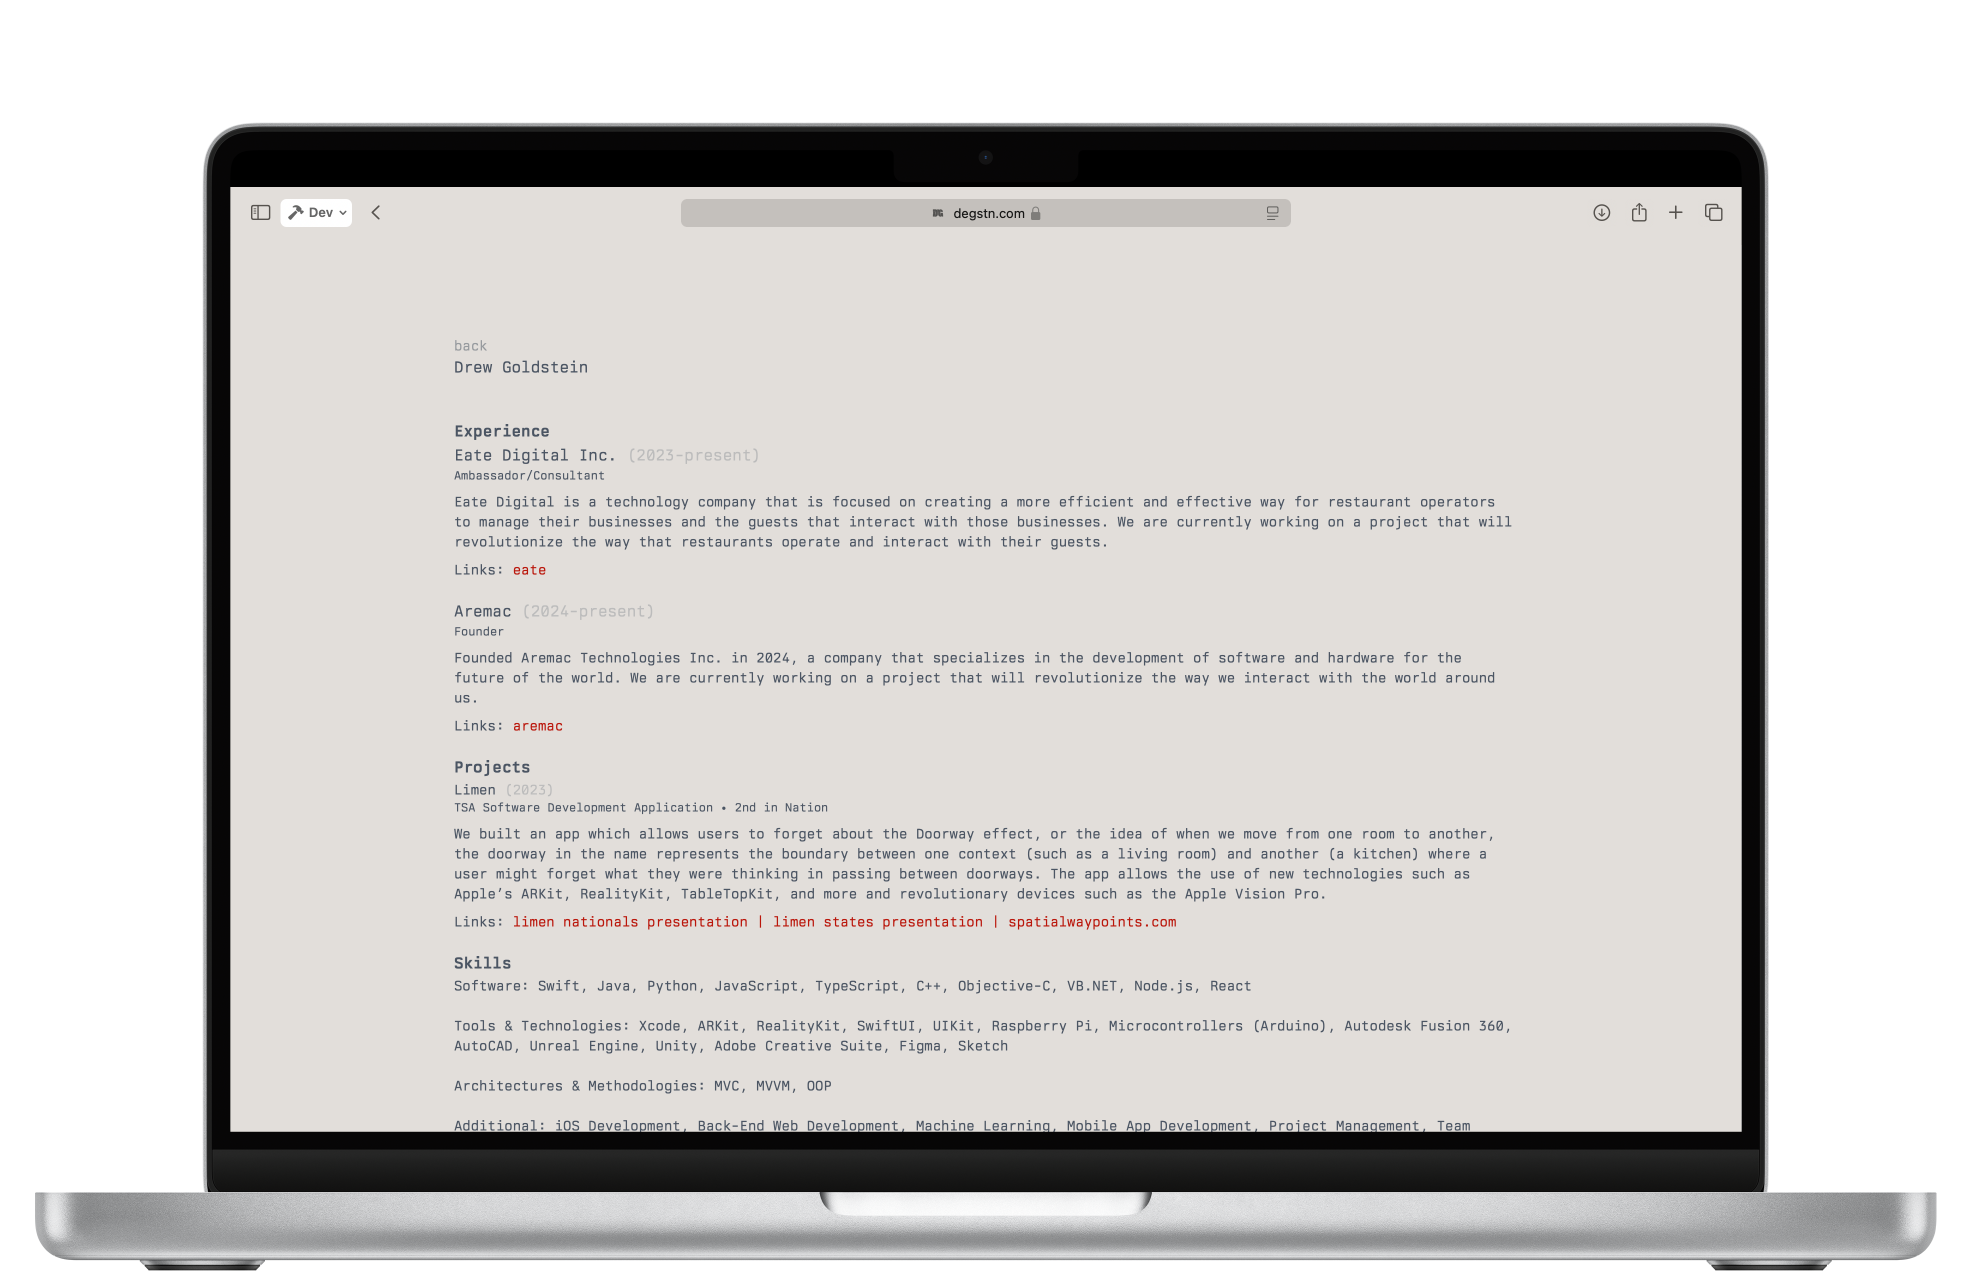 Dev
degstn.com
back
Drew Goldstein
Experience
Eate Digital Inc. (2023-present)
Ambassador/Consultant
Eate Digital is a technology company that is focused on creating a more efficient and effective way for restaurant operators
to manage their businesses and the guests that interact with those businesses. We are currently working on a project that will
revolutionize the way that restaurants operate and interact with their guests.
Links: eate
Aremac (2024-present)
Founder
Founded Aremac Technologies Inc. in 2024, a company that specializes in the development of software and hardware for the
future of the world. We are currently working on a project that will revolutionize the way we interact with the world around
us.
Links: aremac
Projects
Limen (2023)
TSA Software Development Application • 2nd in Nation
We built an app which allows users to forget about the Doorway effect, or the idea of when we move from one room to another,
the doorway in the name represents the boundary between one context (such as a living room) and another (a kitchen) where a
user might forget what they were thinking in passing between doorways. The app allows the use of new technologies such as
Apple's ARKit, RealityKit, TableTopKit, and more and revolutionary devices such as the Apple Vision Pro.
Links: limen nationals presentation | limen states presentation | spatialwaypoints.com
Skills
Software: Swift, Java, Python, JavaScript, TypeScript, C++, Objective-C, VB.NET, Node.js, React
Tools & Technologies: Xcode, ARKit, RealityKit, SwiftUI, UIKit, Raspberry Pi, Microcontrollers (Arduino), Autodesk Fusion 360,
AutoCAD, Unreal Engine, Unity, Adobe Creative Suite, Figma, Sketch
Architectures & Methodologies: MVC, MVVM, OOP
Additional: iOS Development, Back-End Web Development, Machine Learning, Mobile App Development, Project Management, Team